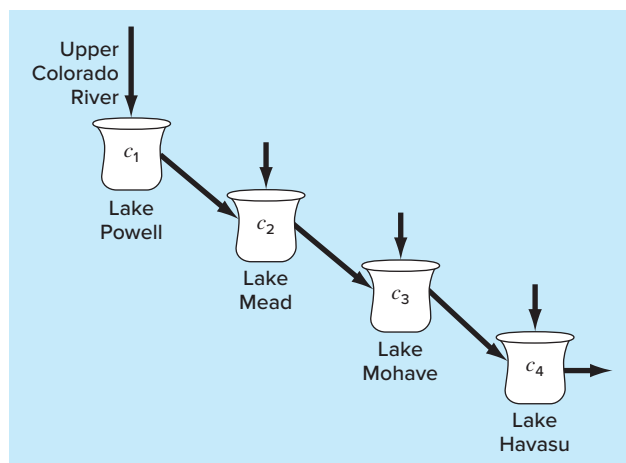 Upper
Colorado
River
c1
Lake
Powell
c2
Lake
Mead
c3
Lake
Mohave
c4
Lake
Havasu